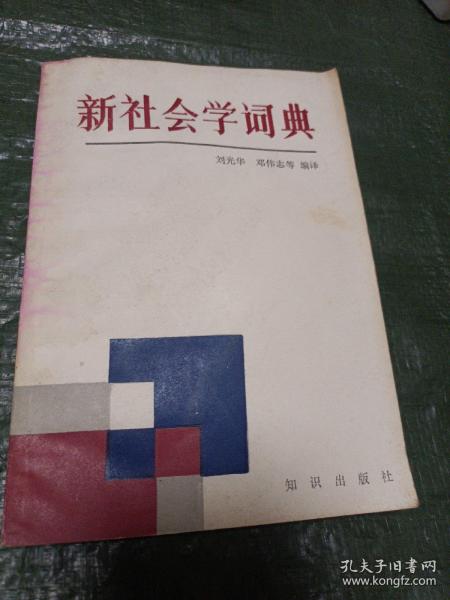 新社会学词典
刘光华 邓伟志等 编译
知识出版社
孔夫子旧书网
www.kongfz.com